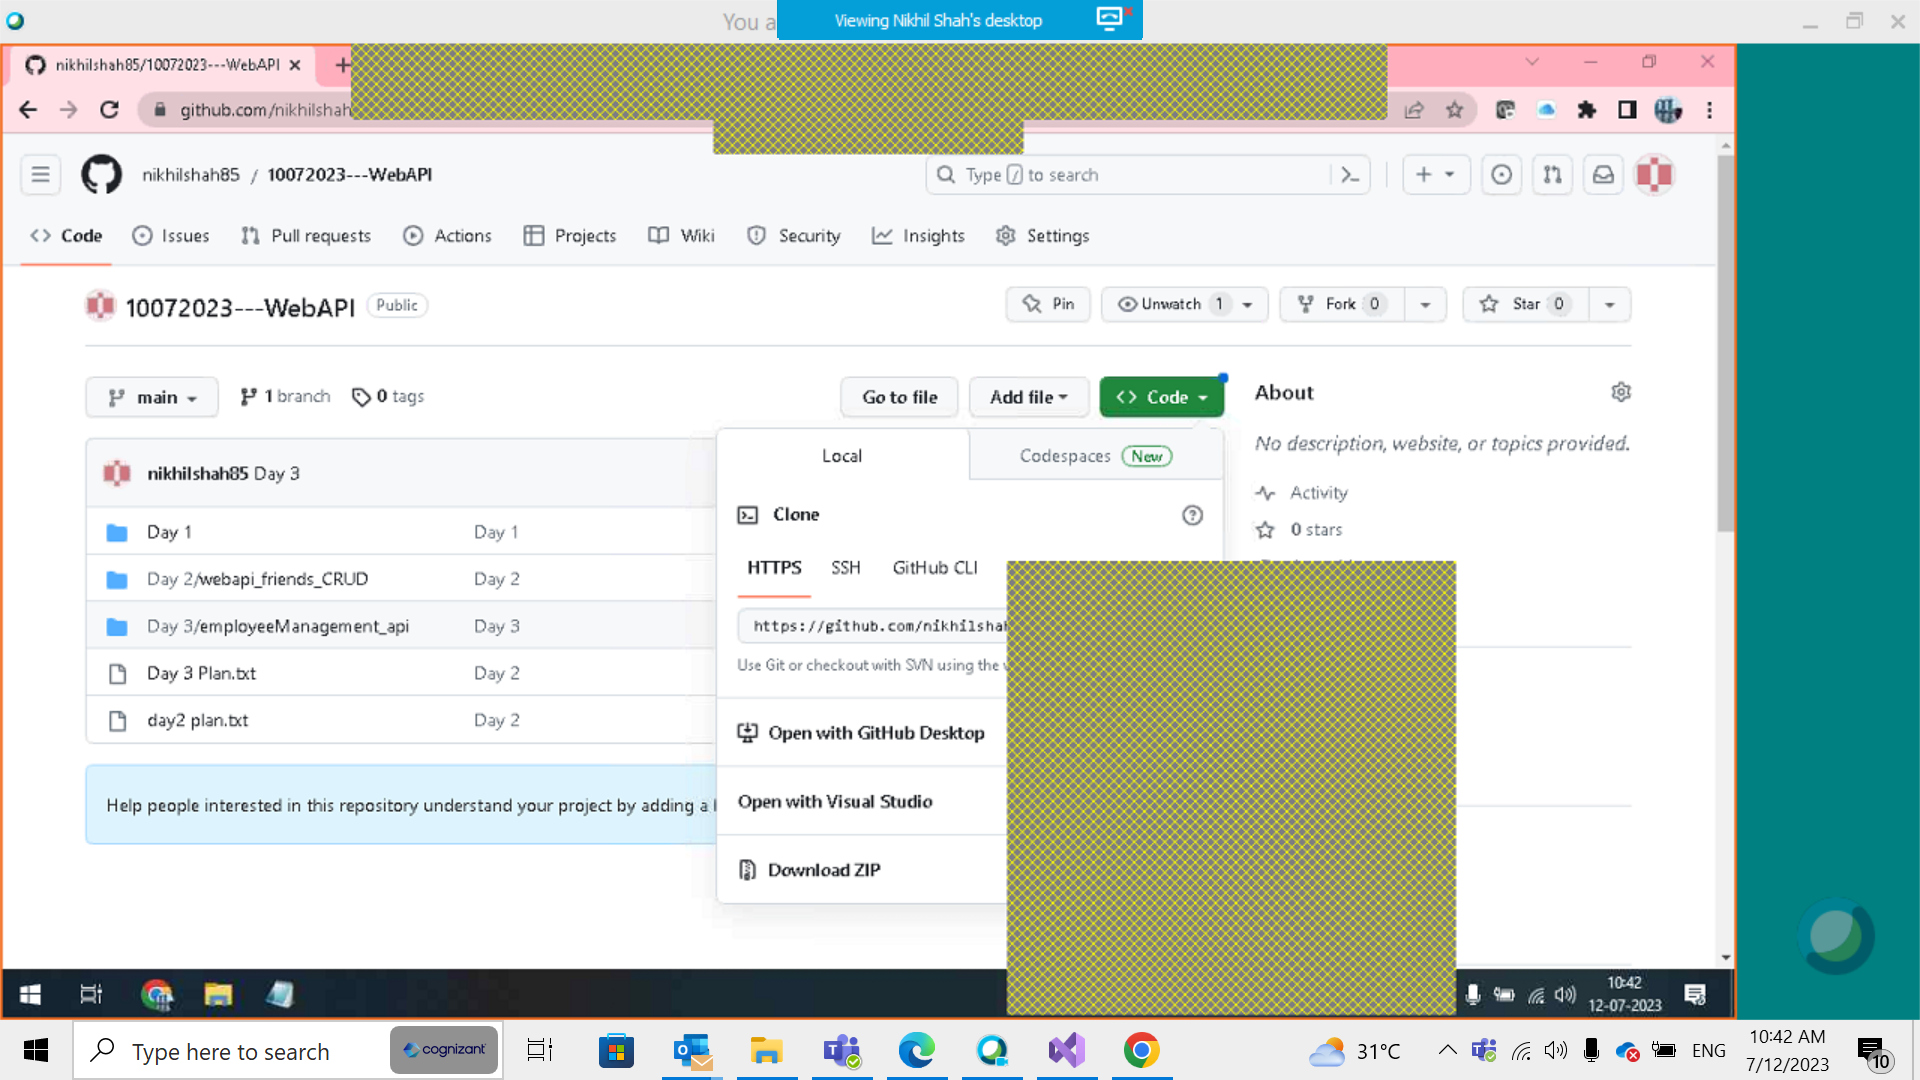 You a
Viewing Nikhil Shah's desktop
nikhilshah85/10072023---WebAPI
github.com/nikhilshah
nikhilshah85 / 10072023---WebAPI
Type / to search
Code Issues Pull requests Actions Projects Wiki Security Insights Settings
10072023---WebAPI Public
Pin Unwatch 1 Fork 0 Star 0
main 1 branch 0 tags Go to file Add file <> Code
About
No description, website, or topics provided.
Activity
0 stars
nikhilshah85 Day 3
Day 1 Day 1
Day 2/webapi_friends_CRUD Day 2
Day 3/employeeManagement_api Day 3
Day 3 Plan.txt Day 2
day2 plan.txt Day 2
Help people interested in this repository understand your project by adding a
Local Codespaces New
Clone
HTTPS SSH GitHub CLI
https://github.com/nikhilshah
Use Git or checkout with SVN using the
Open with GitHub Desktop
Open with Visual Studio
Download ZIP
10:42
12-07-2023
Type here to search
cognizant
31°C
ENG
10:42 AM
7/12/2023
10